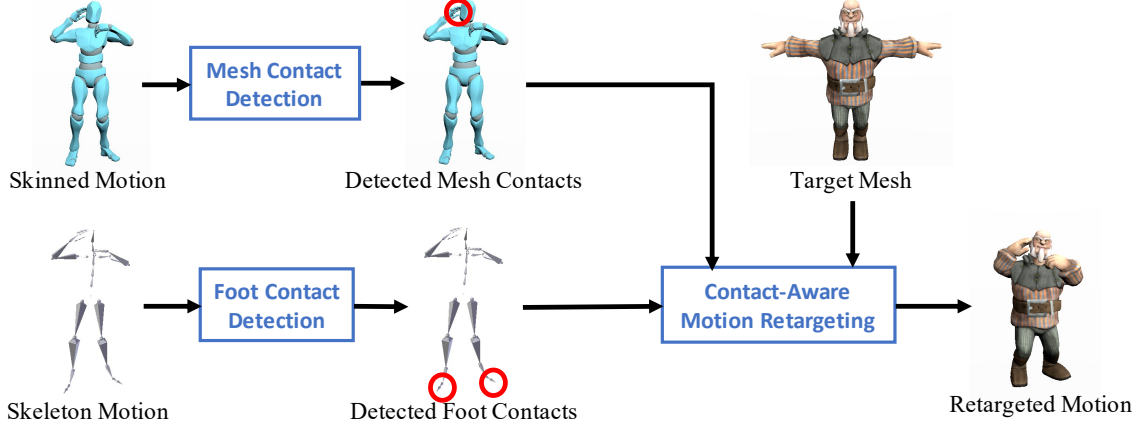 Mesh Contact
Detection
Skinned Motion
Detected Mesh Contacts
Target Mesh
Foot Contact
Detection
Contact-Aware
Motion Retargeting
Skeleton Motion
Detected Foot Contacts
Retargeted Motion